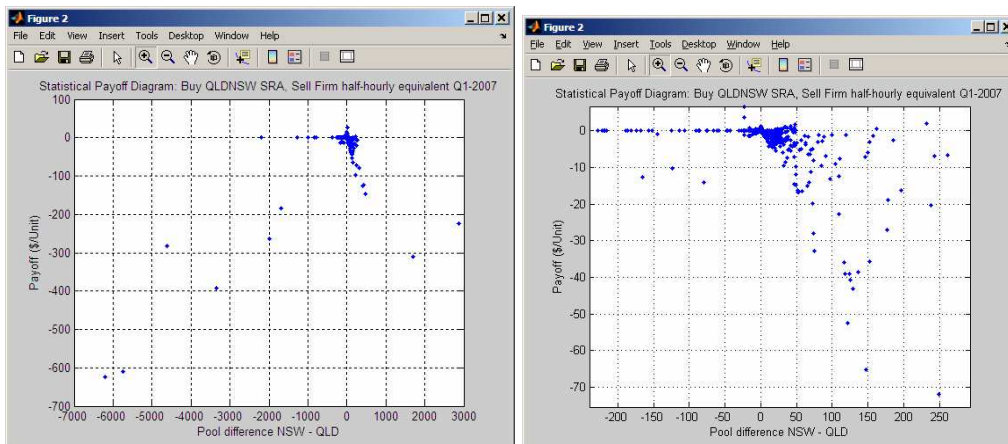 Figure 2
File Edit View Insert Tools Desktop Window Help
Statistical Payoff Diagram: Buy QLDNSW SRA, Sell Firm half-hourly equivalent Q1-2007
100
0
-100
-200
-300
-400
-500
-600
-700
Payoff ($/Unit)
-7000 -6000 -5000 -4000 -3000 -2000 -1000 0 1000 2000 3000
Pool difference NSW - QLD
Figure 2
File Edit View Insert Tools Desktop Window Help
Statistical Payoff Diagram: Buy QLDNSW SRA, Sell Firm half-hourly equivalent Q1-2007
0
-10
-20
-30
-40
-50
-60
-70
Payoff ($/Unit)
-200 -150 -100 -50 0 50 100 150 200 250
Pool difference NSW - QLD